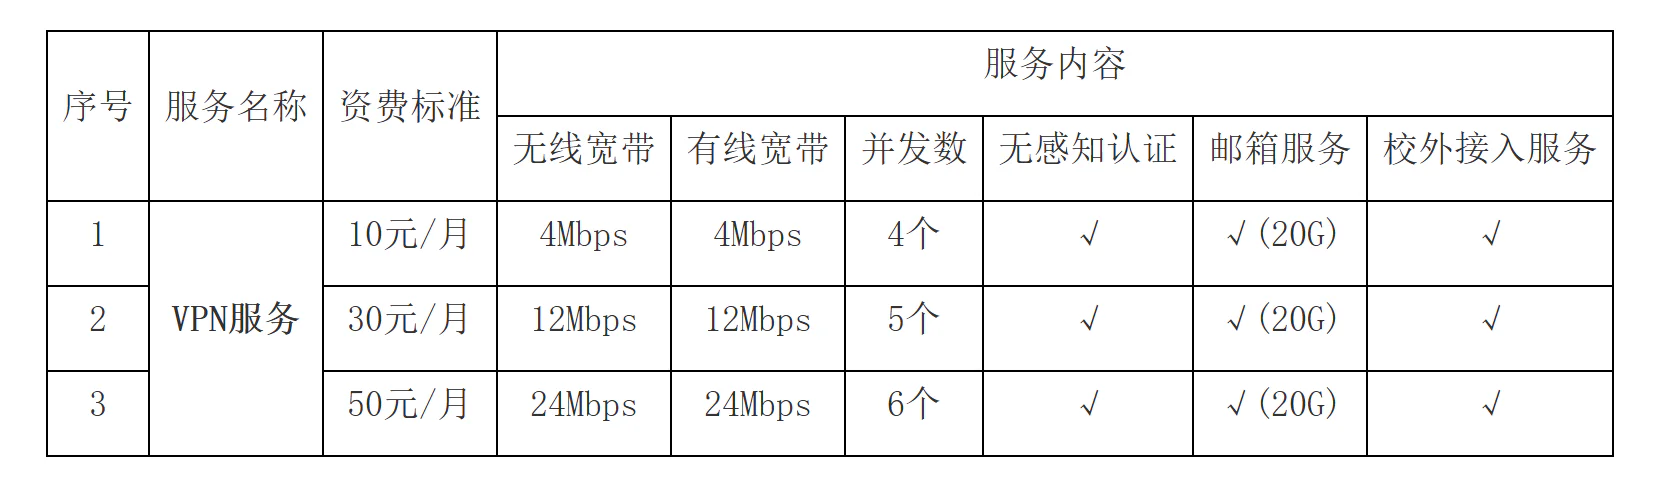 序号 服务名称 资费标准 服务内容
无线宽带 有线宽带 并发数 无感知认证 邮箱服务 校外接入服务
1 VPN服务 10元/月 4Mbps 4Mbps 4个 √ √(20G) √
2 30元/月 12Mbps 12Mbps 5个 √ √(20G) √
3 50元/月 24Mbps 24Mbps 6个 √ √(20G) √